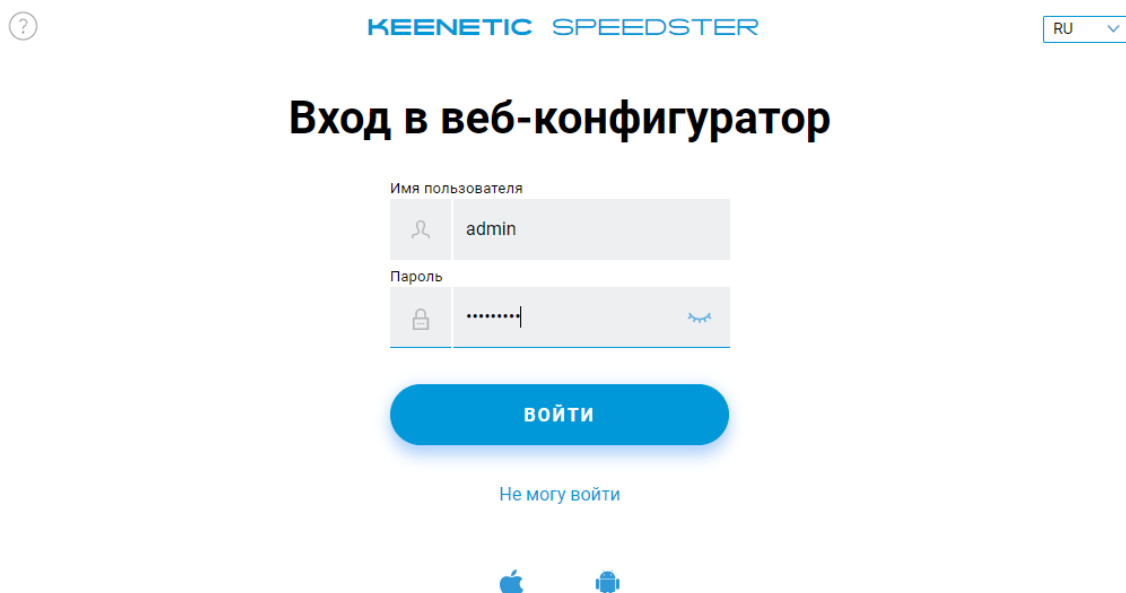 KEENETIC SPEEDSTER
RU
Вход в веб-конфигуратор
Имя пользователя
admin
Пароль
•••••••••
ВОЙТИ
Не могу войти